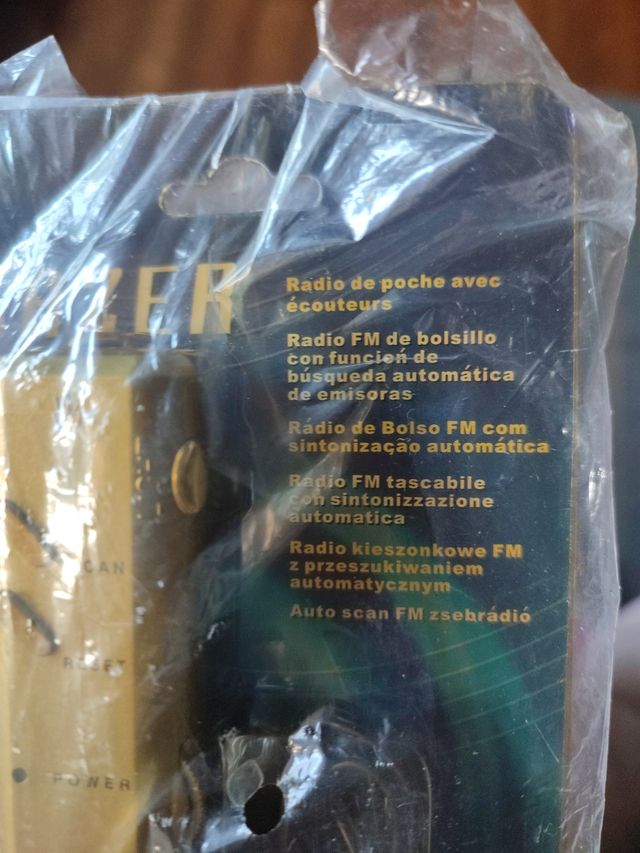 Radio de poche avec
écouteurs
Radio FM de bolsillo
con funcień de
búsqueda automática
de emisoras
Rádio de Bolso FM com
sintonização automática
Radio FM tascabile
con sintonizzazione
automatica
Radio kieszonkowe FM
z przeszukiwaniem
automatycznym
Auto scan FM zsebrádió
SCAN
RESET
POWER